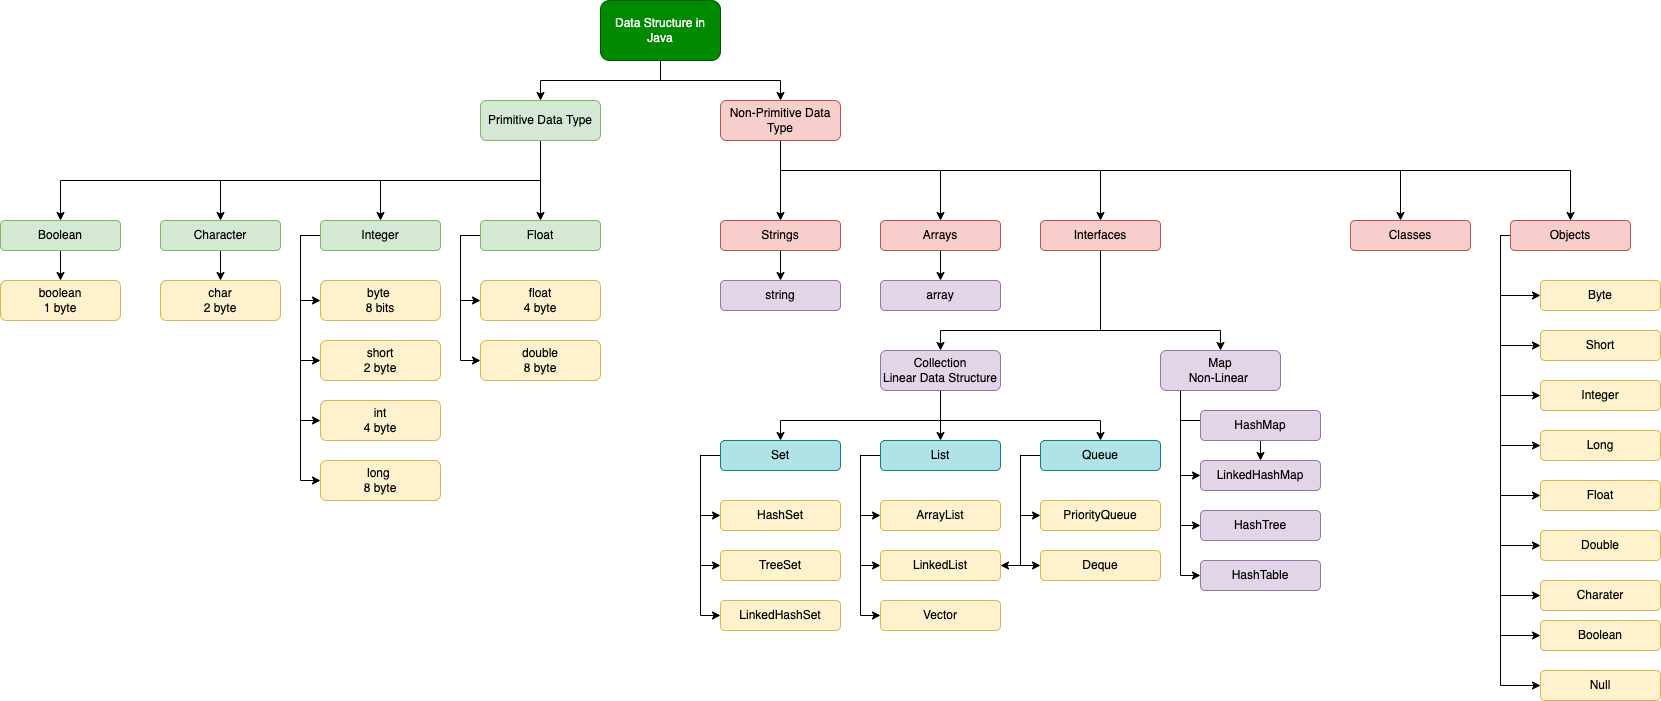 Data Structure in
Java
Primitive Data Type
Non-Primitive Data
Type
Boolean
Character
Integer
Float
Strings
Arrays
Interfaces
Classes
Objects
boolean
1 byte
char
2 byte
byte
8 bits
short
2 byte
int
4 byte
long
8 byte
float
4 byte
double
8 byte
string
array
Collection
Linear Data Structure
Map
Non-Linear
Set
List
Queue
HashSet
TreeSet
LinkedHashSet
ArrayList
LinkedList
Vector
PriorityQueue
Deque
HashMap
LinkedHashMap
HashTree
HashTable
Byte
Short
Integer
Long
Float
Double
Charater
Boolean
Null